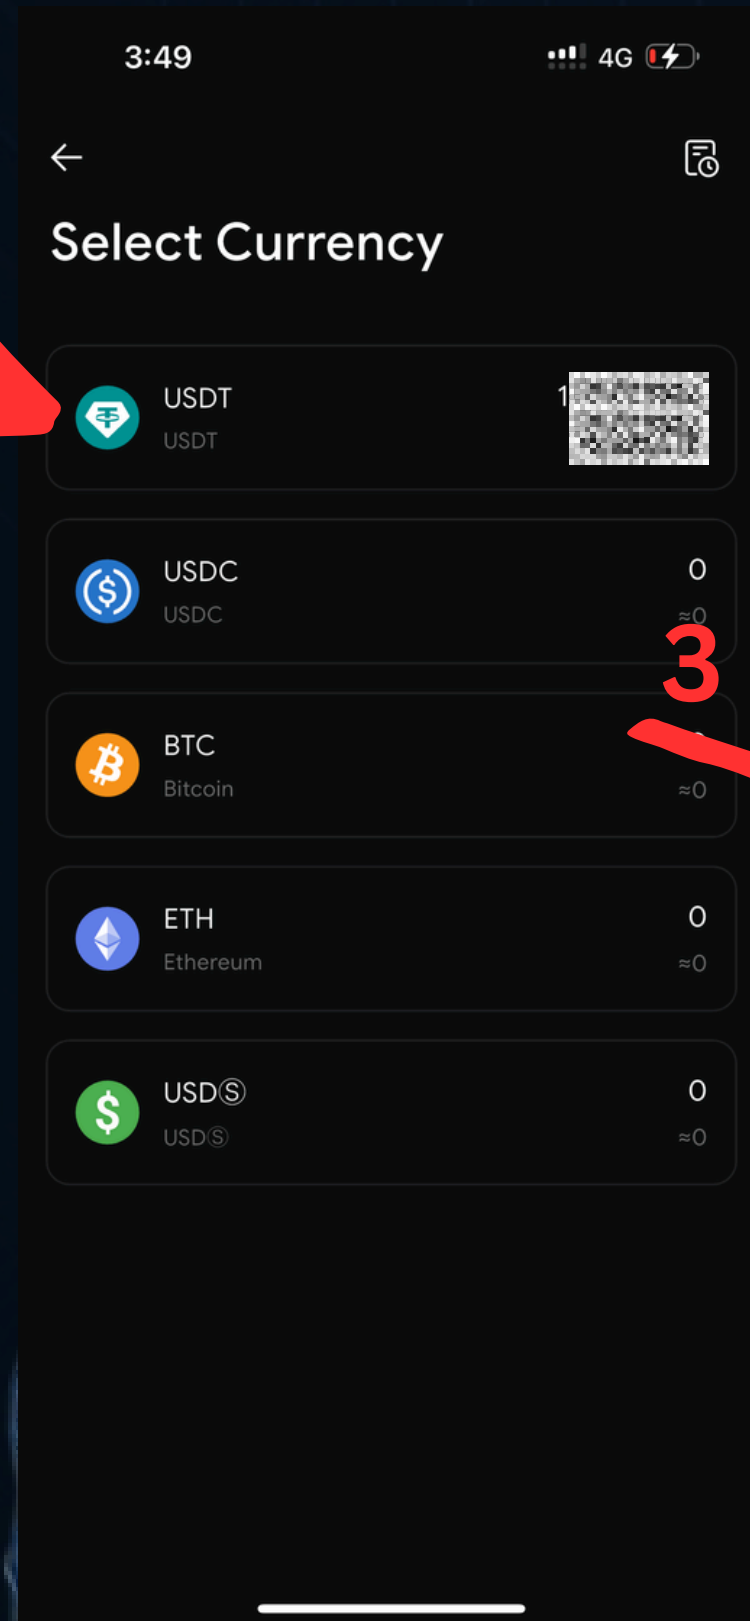 3:49
4G
Select Currency
USDT
1
USDT
USDC
0
USDC
≈0
3
BTC
Bitcoin
≈0
ETH
0
Ethereum
≈0
USDⓈ
0
USDⓈ
≈0